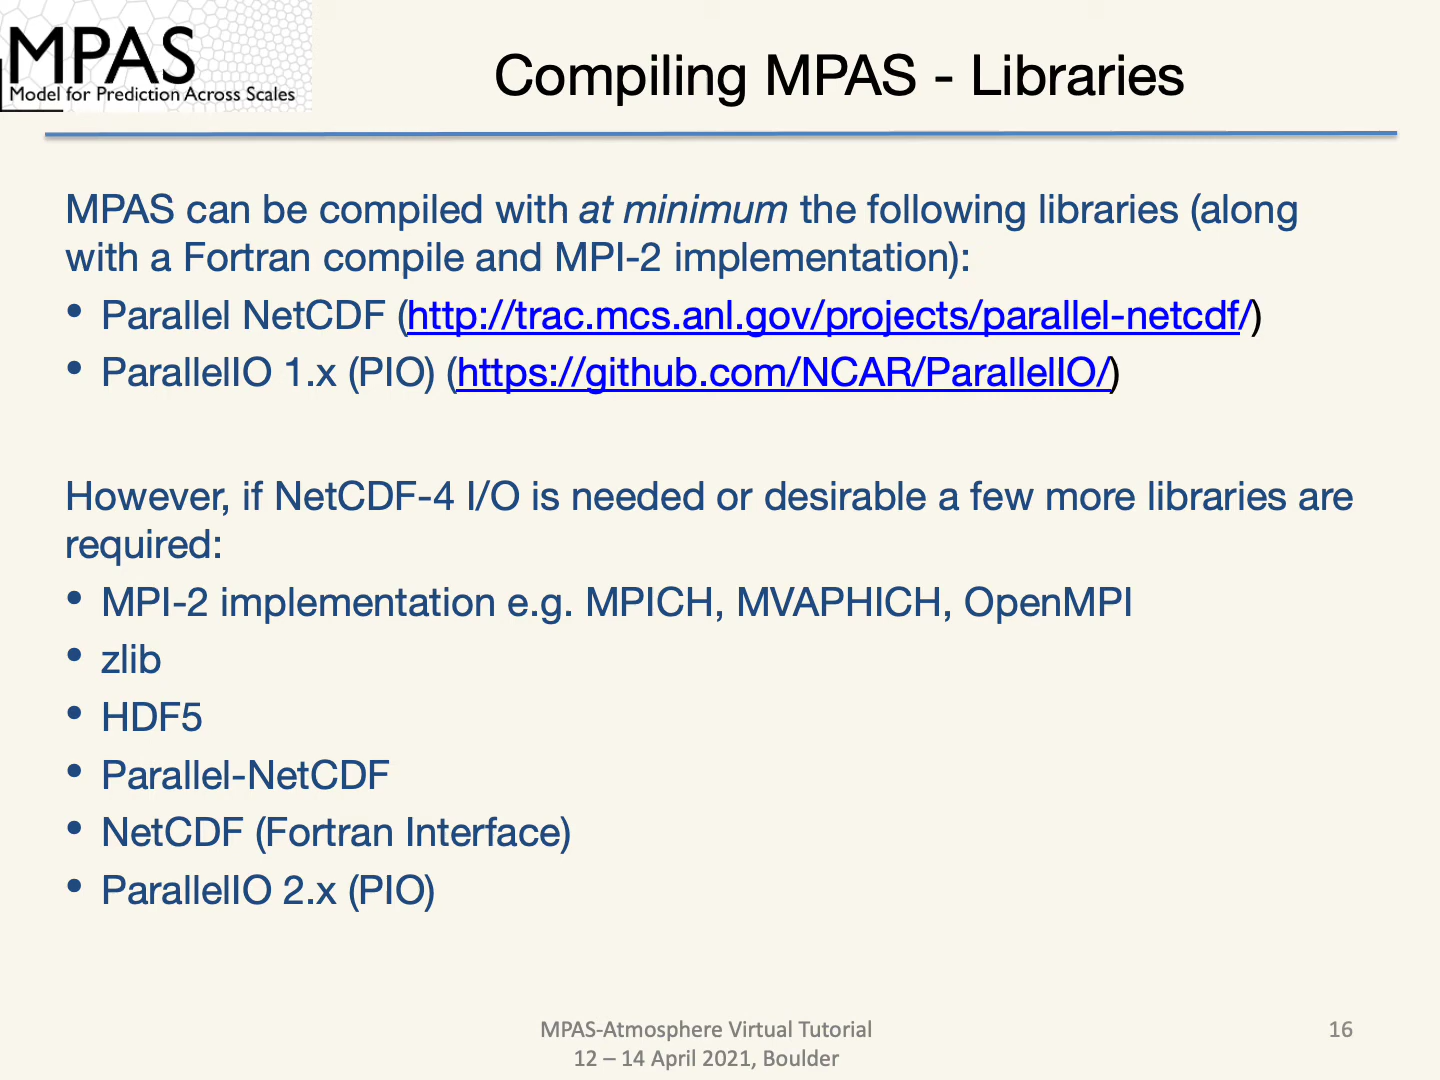 MPAS
Model for Prediction Across Scales
Compiling MPAS - Libraries
MPAS can be compiled with at minimum the following libraries (along
with a Fortran compile and MPI-2 implementation):
• Parallel NetCDF (http://trac.mcs.anl.gov/projects/parallel-netcdf/)
• ParallelIO 1.x (PIO) (https://github.com/NCAR/ParallelIO/)
However, if NetCDF-4 I/O is needed or desirable a few more libraries are
required:
• MPI-2 implementation e.g. MPICH, MVAPHICH, OpenMPI
• zlib
• HDF5
• Parallel-NetCDF
• NetCDF (Fortran Interface)
• ParallelIO 2.x (PIO)
MPAS-Atmosphere Virtual Tutorial
12 – 14 April 2021, Boulder
16